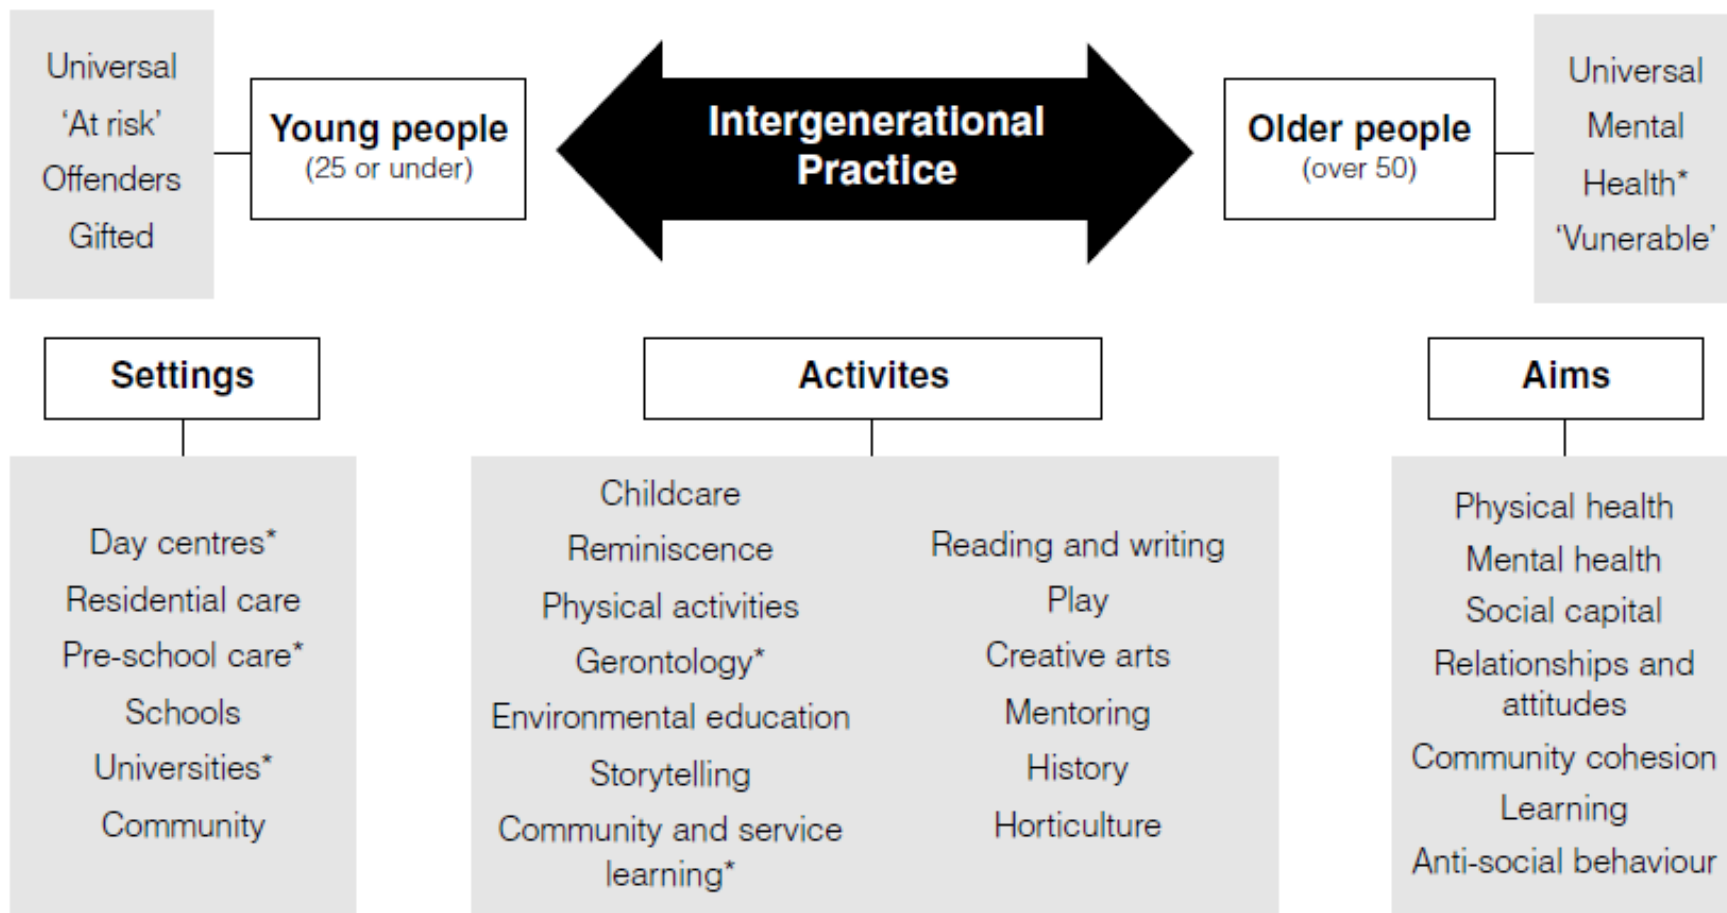 Universal
'At risk'
Offenders
Gifted
Young people
(25 or under)
Intergenerational
Practice
Older people
(over 50)
Universal
Mental
Health*
'Vunerable'
Settings
Day centres*
Residential care
Pre-school care*
Schools
Universities*
Community
Activites
Childcare
Reminiscence
Physical activities
Gerontology*
Environmental education
Storytelling
Community and service
learning*
Reading and writing
Play
Creative arts
Mentoring
History
Horticulture
Aims
Physical health
Mental health
Social capital
Relationships and
attitudes
Community cohesion
Learning
Anti-social behaviour